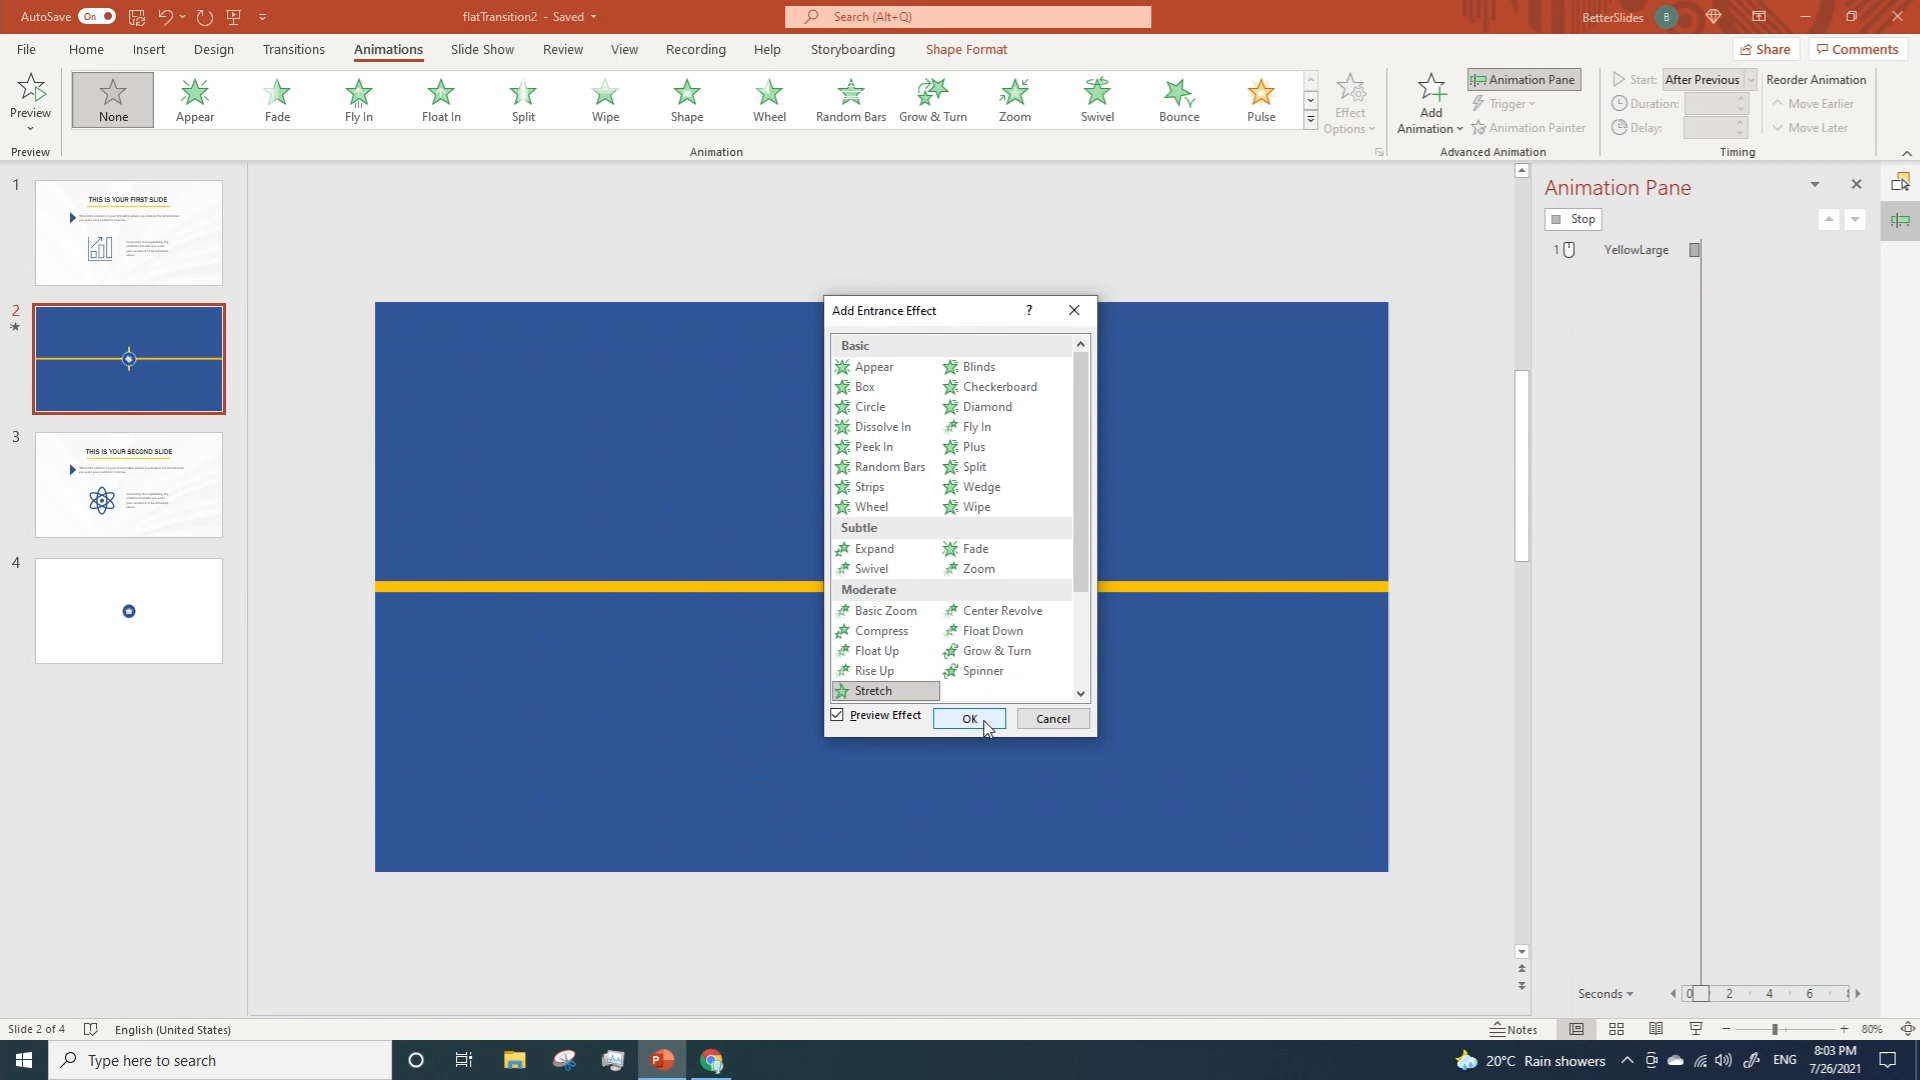 AutoSave On flatTransition2 - Saved Search (Alt+Q) BetterSlides B
File Home Insert Design Transitions Animations Slide Show Review View Recording Help Storyboarding Shape Format Share Comments
Preview None Appear Fade Fly In Float In Split Wipe Shape Wheel Random Bars Grow & Turn Zoom Swivel Bounce Pulse Effect Options Add Animation
Animation Pane
Trigger
Animation Painter
Start: After Previous
Duration:
Delay:
Reorder Animation
Move Earlier
Move Later
Preview Animation Advanced Animation Timing
1
THIS IS YOUR FIRST SLIDE
2
3
THIS IS YOUR SECOND SLIDE
4
Add Entrance Effect ?
Basic
Appear Blinds
Box Checkerboard
Circle Diamond
Dissolve In Fly In
Peek In Plus
Random Bars Split
Strips Wedge
Wheel Wipe
Subtle
Expand Fade
Swivel Zoom
Moderate
Basic Zoom Center Revolve
Compress Float Down
Float Up Grow & Turn
Rise Up Spinner
Stretch
Preview Effect OK Cancel
Animation Pane
Stop
1 YellowLarge
Seconds 0 2 4 6
Slide 2 of 4 English (United States) Notes 80%
Type here to search P 20°C Rain showers ENG 8:03 PM
7/26/2021